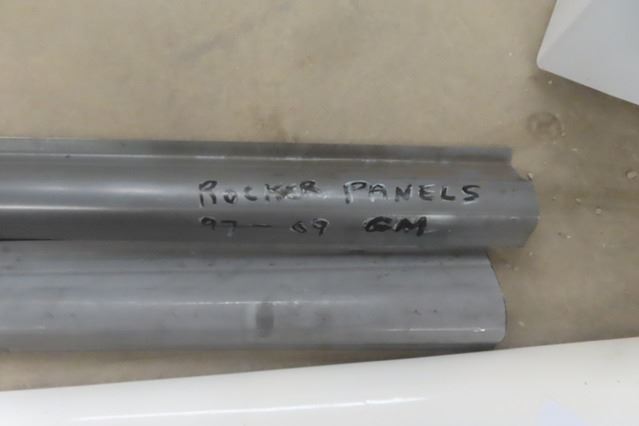 ROCKER PANELS
97-09 GM